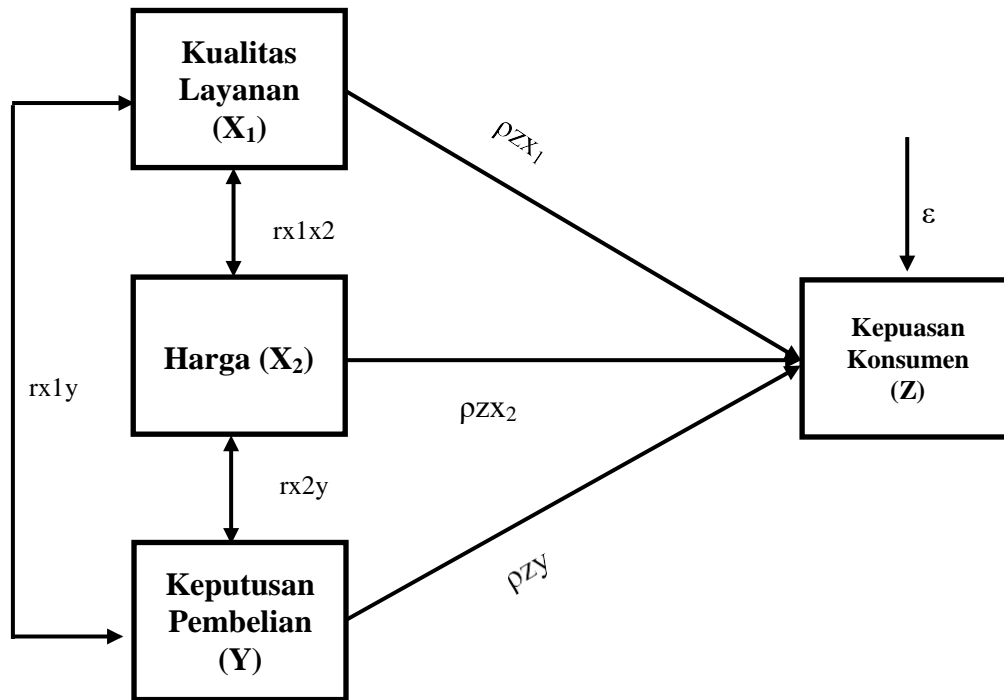 Kualitas
Layanan
(X₁)
ρzx₁
ε
rx1x2
Harga (X₂)
Kepuasan
Konsumen
(Z)
rx1y
ρzx₂
rx2y
ρzy
Keputusan
Pembelian
(Y)